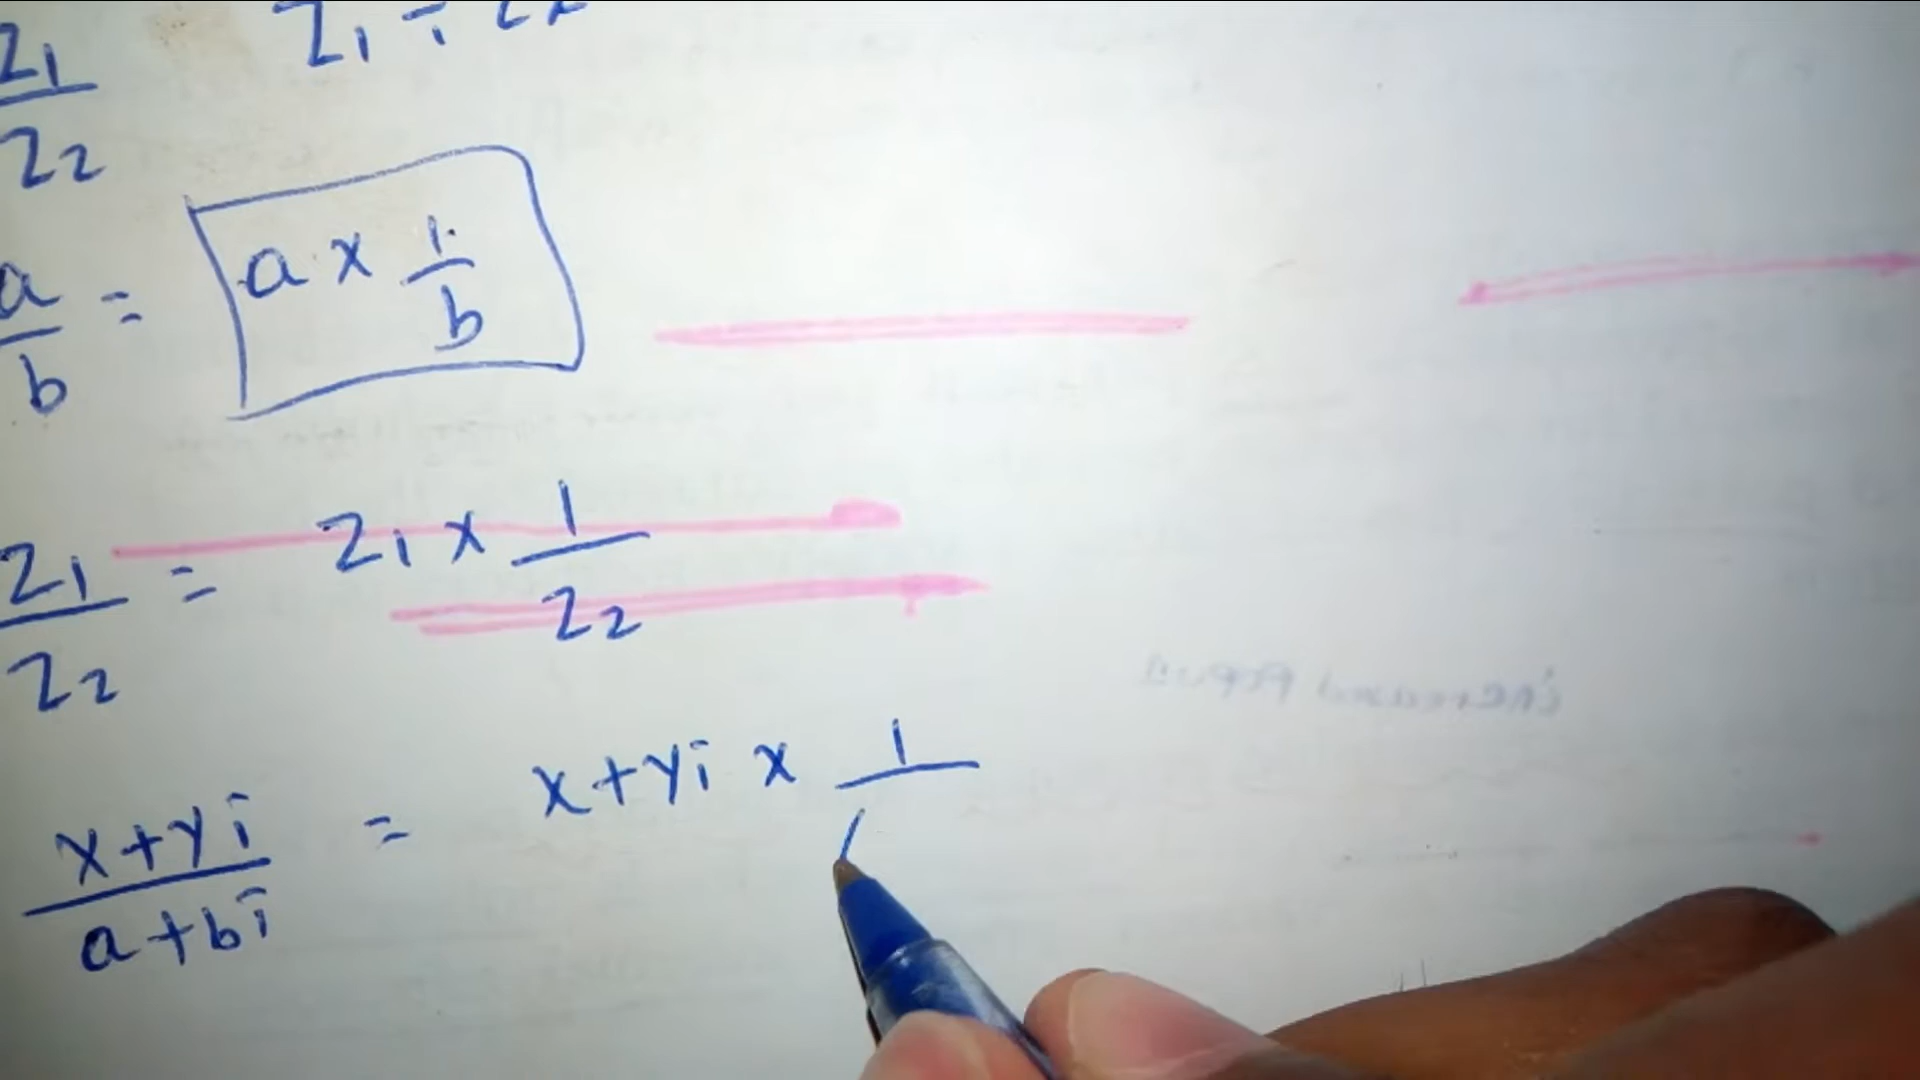 z1/z2 z1 ÷ z2
a/b = a x 1/b
z1/z2 = z1 x 1/z2
x+yi/a+bi = x+yi x 1/(